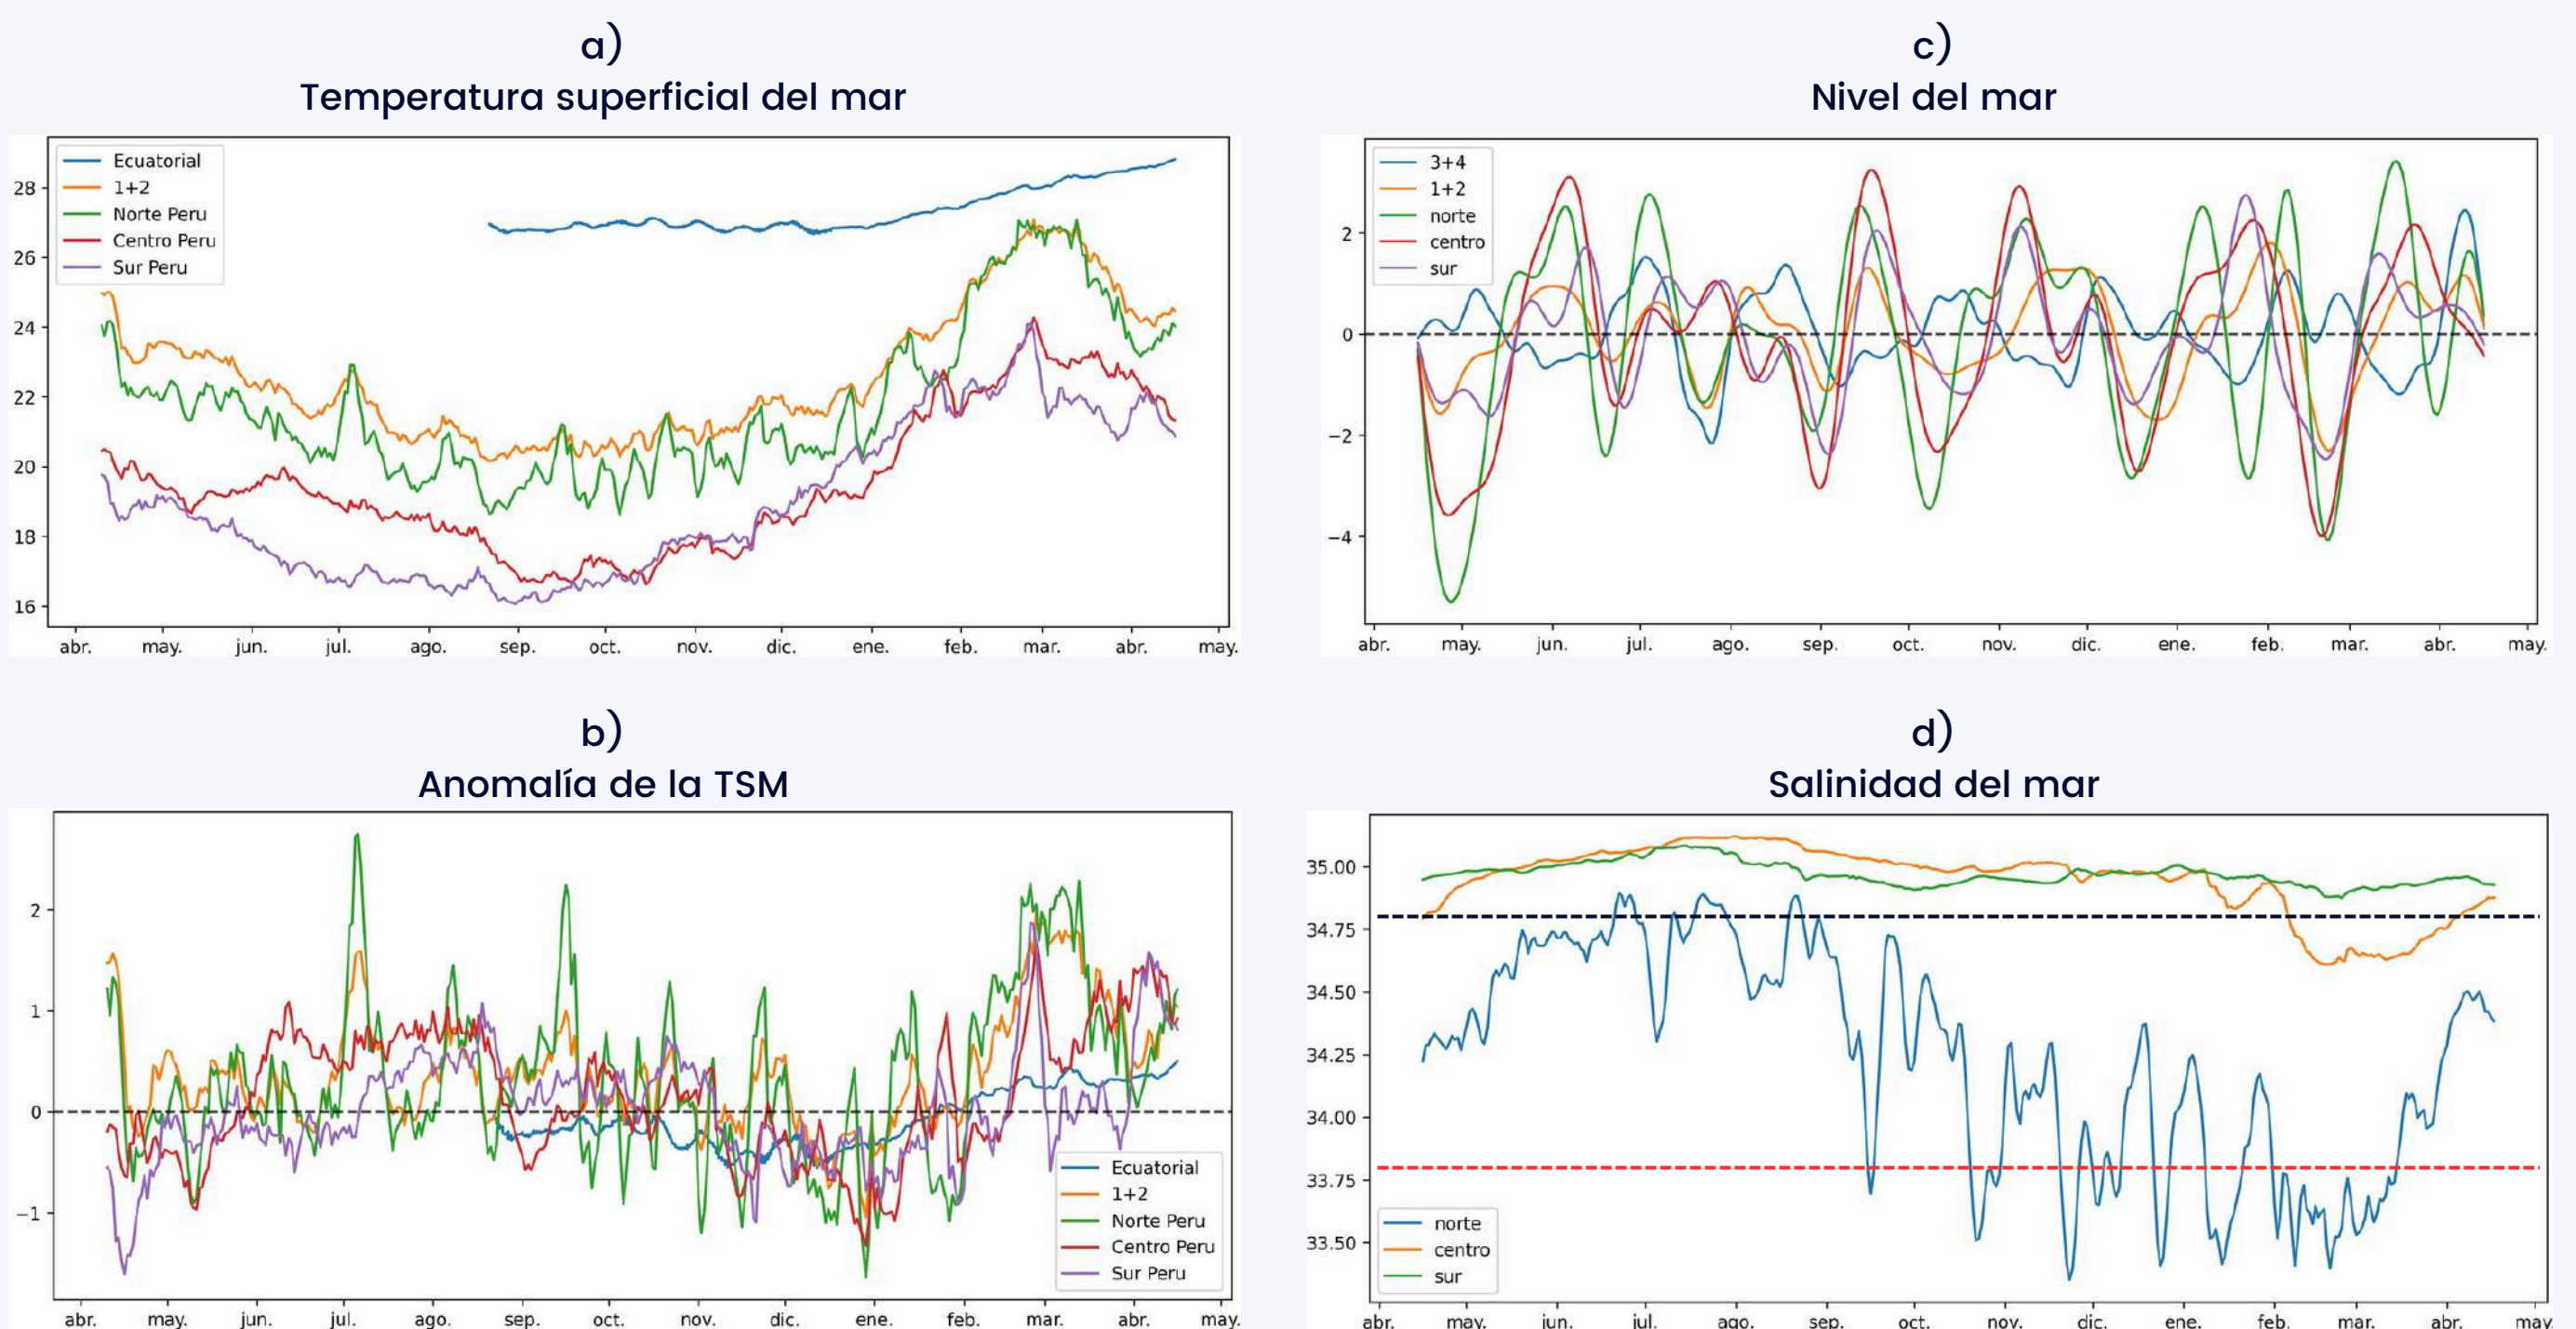 a)
Temperatura superficial del mar
Ecuatorial
1+2
Norte Peru
Centro Peru
Sur Peru
28
26
24
22
20
18
16
abr. may. jun. jul. ago. sep. oct. nov. dic. ene. feb. mar. abr. may.
c)
Nivel del mar
3+4
1+2
norte
centro
sur
2
0
−2
−4
abr. may. jun. jul. ago. sep. oct. nov. dic. ene. feb. mar. abr. may.
b)
Anomalía de la TSM
2
1
0
−1
Ecuatorial
1+2
Norte Peru
Centro Peru
Sur Peru
abr. may. jun. jul. ago. sep. oct. nov. dic. ene. feb. mar. abr. may.
d)
Salinidad del mar
35.00
34.75
34.50
34.25
34.00
33.75
33.50
norte
centro
sur
abr. may. jun. jul. ago. sep. oct. nov. dic. ene. feb. mar. abr. may